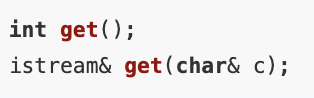 int get();
istream& get(char& c);